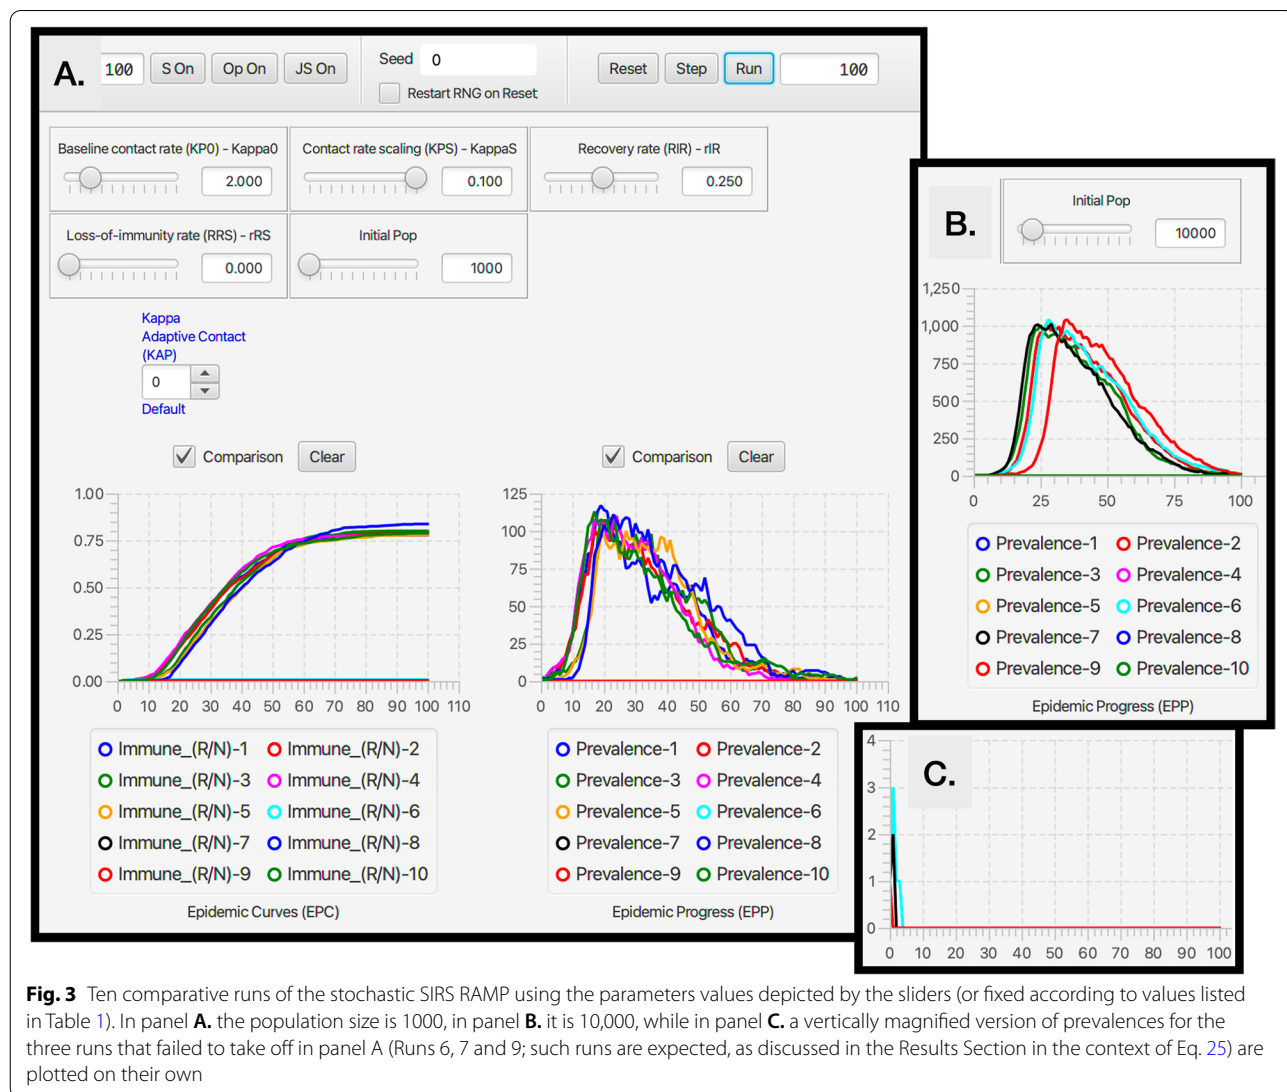 A.
100 S On Op On JS On
Seed 0
Restart RNG on Reset
Reset Step Run 100
Baseline contact rate (KP0) - Kappa0
2.000
Contact rate scaling (KPS) - KappaS
0.100
Recovery rate (RIR) - rIR
0.250
Loss-of-immunity rate (RRS) - rRS
0.000
Initial Pop
1000
Kappa
Adaptive Contact
(KAP)
0
Default
Comparison Clear
1.00
0.75
0.50
0.25
0.00
0 10 20 30 40 50 60 70 80 90 100 110
Immune_(R/N)-1 Immune_(R/N)-2
Immune_(R/N)-3 Immune_(R/N)-4
Immune_(R/N)-5 Immune_(R/N)-6
Immune_(R/N)-7 Immune_(R/N)-8
Immune_(R/N)-9 Immune_(R/N)-10
Epidemic Curves (EPC)
Comparison Clear
125
100
75
50
25
0
0 10 20 30 40 50 60 70 80 90 100 110
Prevalence-1 Prevalence-2
Prevalence-3 Prevalence-4
Prevalence-5 Prevalence-6
Prevalence-7 Prevalence-8
Prevalence-9 Prevalence-10
Epidemic Progress (EPP)
B.
Initial Pop
10000
1,250
1,000
750
500
250
0
0 25 50 75 100
Prevalence-1 Prevalence-2
Prevalence-3 Prevalence-4
Prevalence-5 Prevalence-6
Prevalence-7 Prevalence-8
Prevalence-9 Prevalence-10
Epidemic Progress (EPP)
C.
4
3
2
1
0
0 10 20 30 40 50 60 70 80 90 100
Fig. 3 Ten comparative runs of the stochastic SIRS RAMP using the parameters values depicted by the sliders (or fixed according to values listed
in Table 1). In panel A. the population size is 1000, in panel B. it is 10,000, while in panel C. a vertically magnified version of prevalences for the
three runs that failed to take off in panel A (Runs 6, 7 and 9; such runs are expected, as discussed in the Results Section in the context of Eq. 25) are
plotted on their own